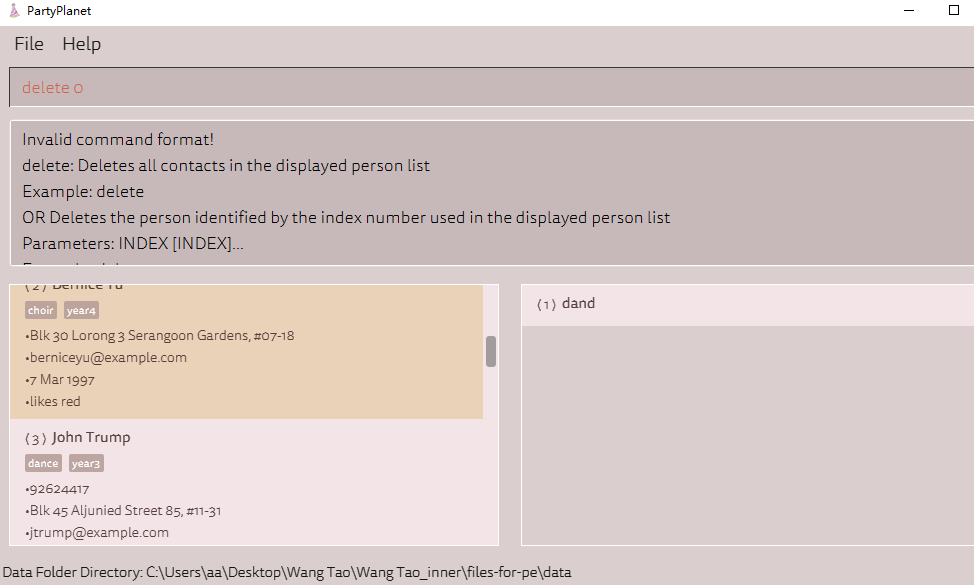 PartyPlanet
File Help
delete 0
Invalid command format!
delete: Deletes all contacts in the displayed person list
Example: delete
OR Deletes the person identified by the index number used in the displayed person list
Parameters: INDEX [INDEX]...
(2) Bernice Yu
choir year4
•Blk 30 Lorong 3 Serangoon Gardens, #07-18
•berniceyu@example.com
•7 Mar 1997
•likes red
(3) John Trump
dance year3
•92624417
•Blk 45 Aljunied Street 85, #11-31
•jtrump@example.com
(1) dand
Data Folder Directory: C:\Users\aa\Desktop\Wang Tao\Wang Tao_inner\files-for-pe\data